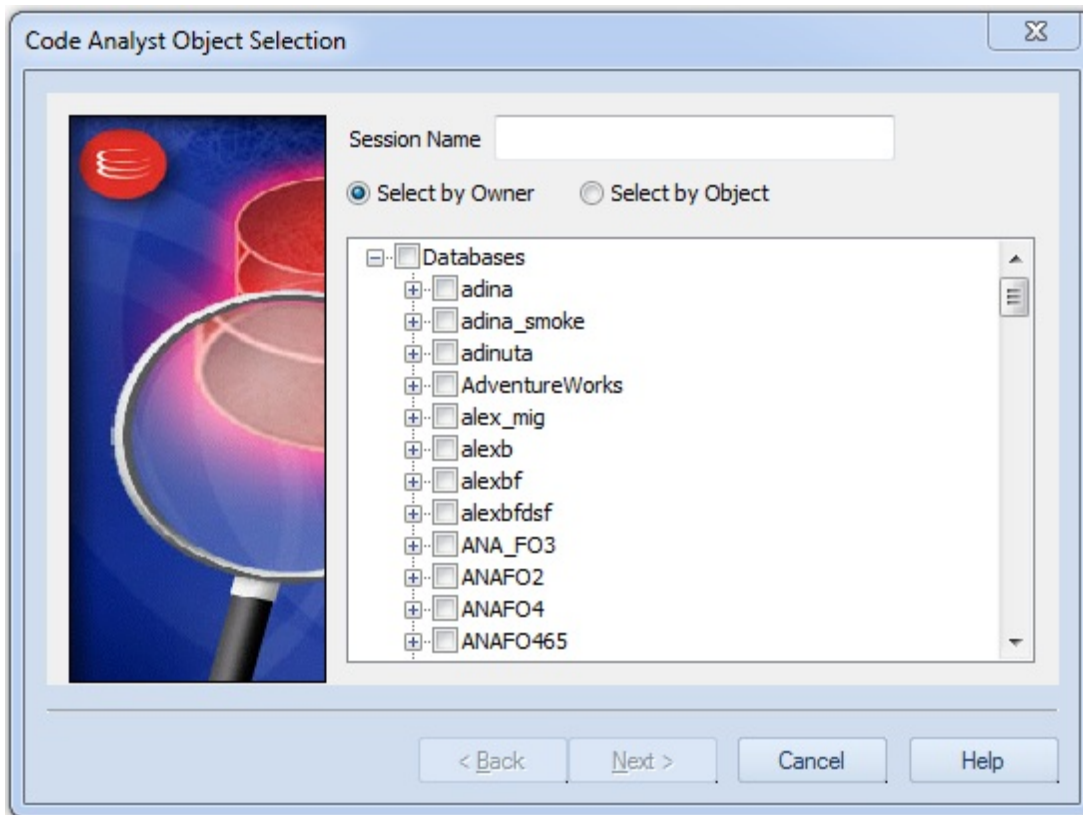 Code Analyst Object Selection
Session Name
Select by Owner Select by Object
Databases
adina
adina_smoke
adinuta
AdventureWorks
alex_mig
alexb
alexbf
alexbfdsf
ANA_FO3
ANAFO2
ANAFO4
ANAFO465
< Back Next > Cancel Help